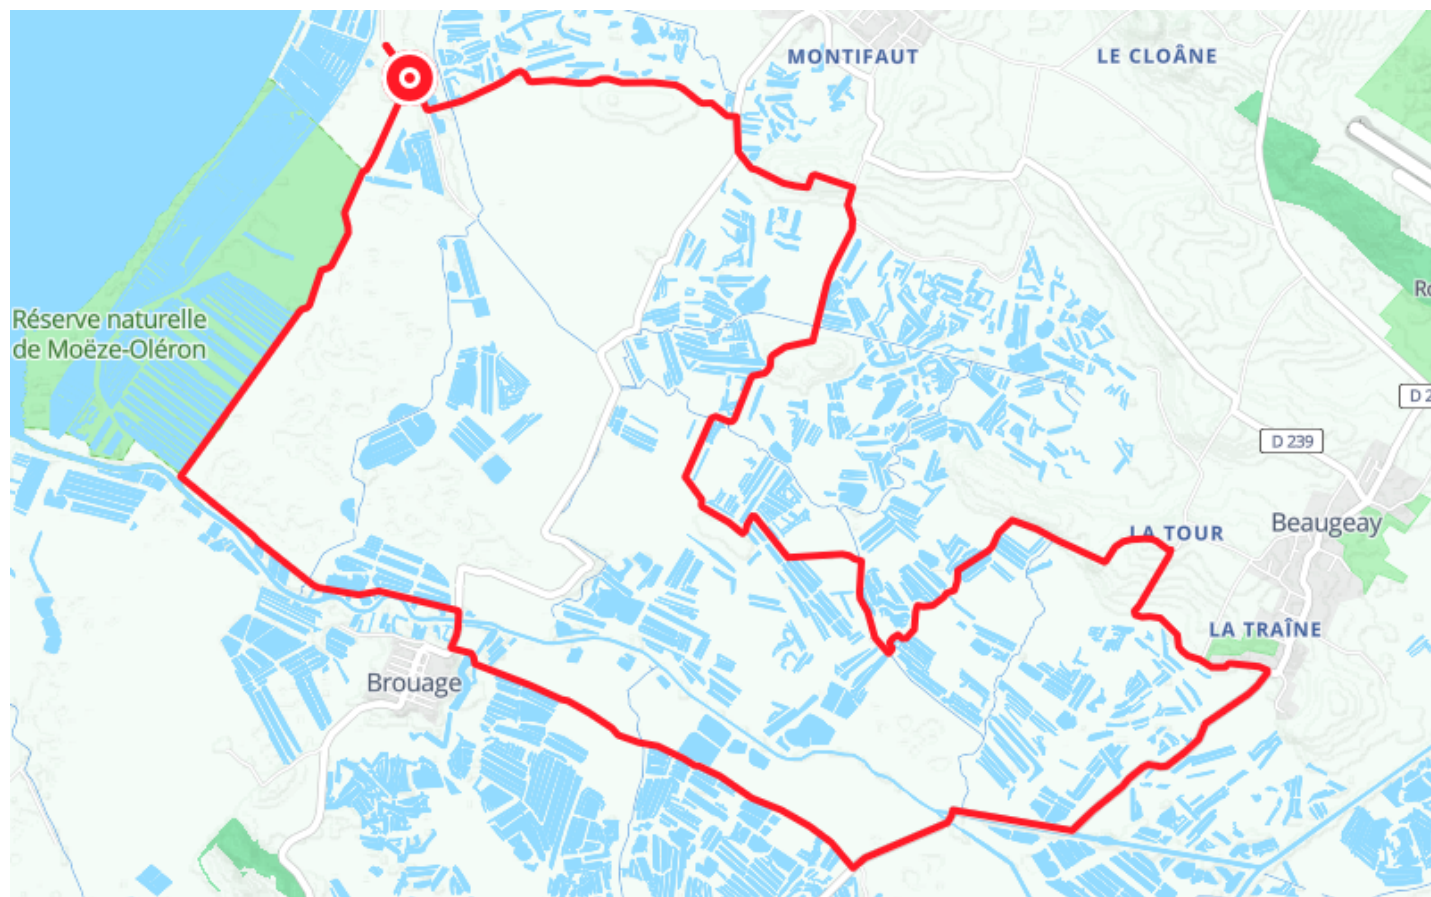 MONTIFAUT
LE CLOÂNE
Réserve naturelle
de Moëze-Oléron
D 239
Beaugeay
LA TOUR
LA TRAÎNE
Brouage